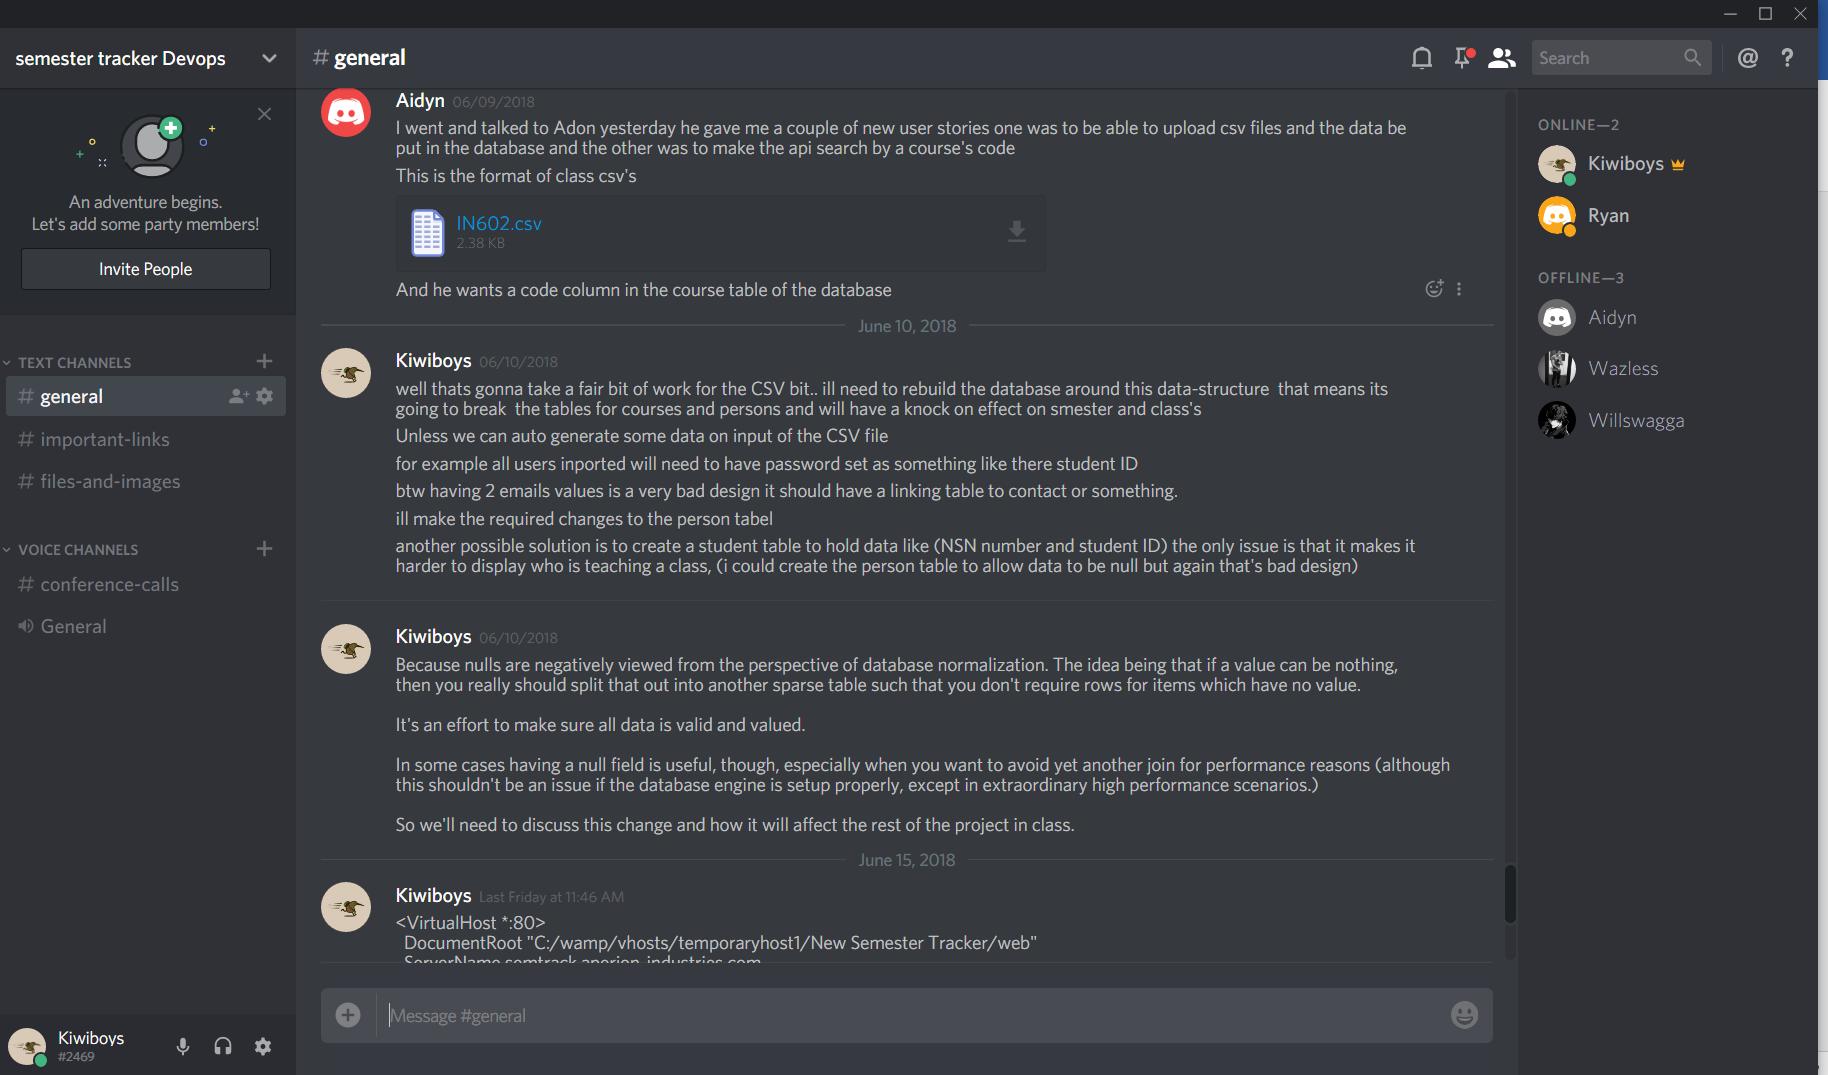 semester tracker Devops
# general
Search
@
?
An adventure begins.
Let's add some party members!
Invite People
TEXT CHANNELS
# general
# important-links
# files-and-images
VOICE CHANNELS
# conference-calls
General
Kiwiboys
#2469
Aidyn 06/09/2018
I went and talked to Adon yesterday he gave me a couple of new user stories one was to be able to upload csv files and the data be
put in the database and the other was to make the api search by a course's code
This is the format of class csv's
IN602.csv
2.38 KB
And he wants a code column in the course table of the database
June 10, 2018
Kiwiboys 06/10/2018
well thats gonna take a fair bit of work for the CSV bit.. ill need to rebuild the database around this data-structure  that means its
going to break  the tables for courses and persons and will have a knock on effect on smester and class's
Unless we can auto generate some data on input of the CSV file
for example all users inported will need to have password set as something like there student ID
btw having 2 emails values is a very bad design it should have a linking table to contact or something.
ill make the required changes to the person tabel
another possible solution is to create a student table to hold data like (NSN number and student ID) the only issue is that it makes it
harder to display who is teaching a class, (i could create the person table to allow data to be null but again that's bad design)
Kiwiboys 06/10/2018
Because nulls are negatively viewed from the perspective of database normalization. The idea being that if a value can be nothing,
then you really should split that out into another sparse table such that you don't require rows for items which have no value.
It's an effort to make sure all data is valid and valued.
In some cases having a null field is useful, though, especially when you want to avoid yet another join for performance reasons (although
this shouldn't be an issue if the database engine is setup properly, except in extraordinary high performance scenarios.)
So we'll need to discuss this change and how it will affect the rest of the project in class.
June 15, 2018
Kiwiboys Last Friday at 11:46 AM
<VirtualHost *:80>
DocumentRoot "C:/wamp/vhosts/temporaryhost1/New Semester Tracker/web"
ServerName semtrack.aperion-industries.com
Message #general
ONLINE—2
Kiwiboys
Ryan
OFFLINE—3
Aidyn
Wazless
Willswagga